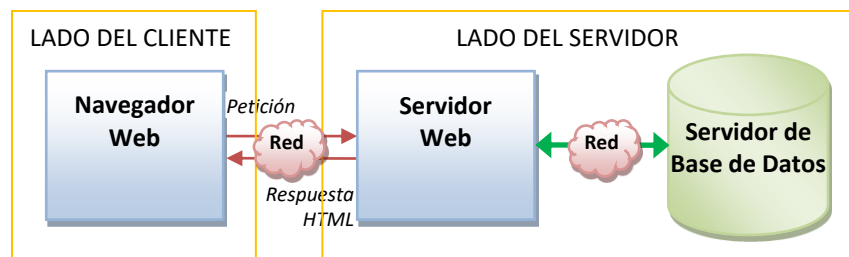 LADO DEL CLIENTE
LADO DEL SERVIDOR
Navegador
Web
Petición
Red
Respuesta
HTML
Servidor
Web
Red
Servidor de
Base de Datos